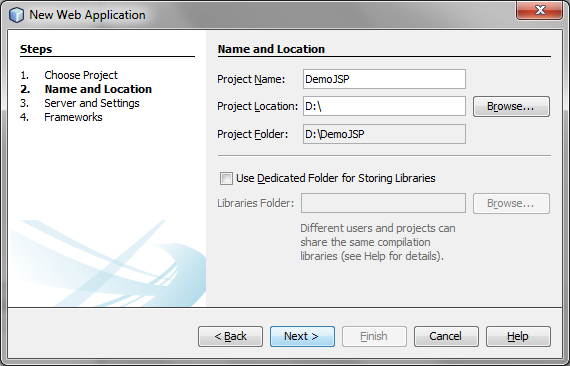 New Web Application
Steps
1. Choose Project
2. Name and Location
3. Server and Settings
4. Frameworks
Name and Location
Project Name: DemoJSP
Project Location: D:\ Browse...
Project Folder: D:\DemoJSP
Use Dedicated Folder for Storing Libraries
Libraries Folder: Browse...
Different users and projects can
share the same compilation
libraries (see Help for details).
< Back Next > Finish Cancel Help